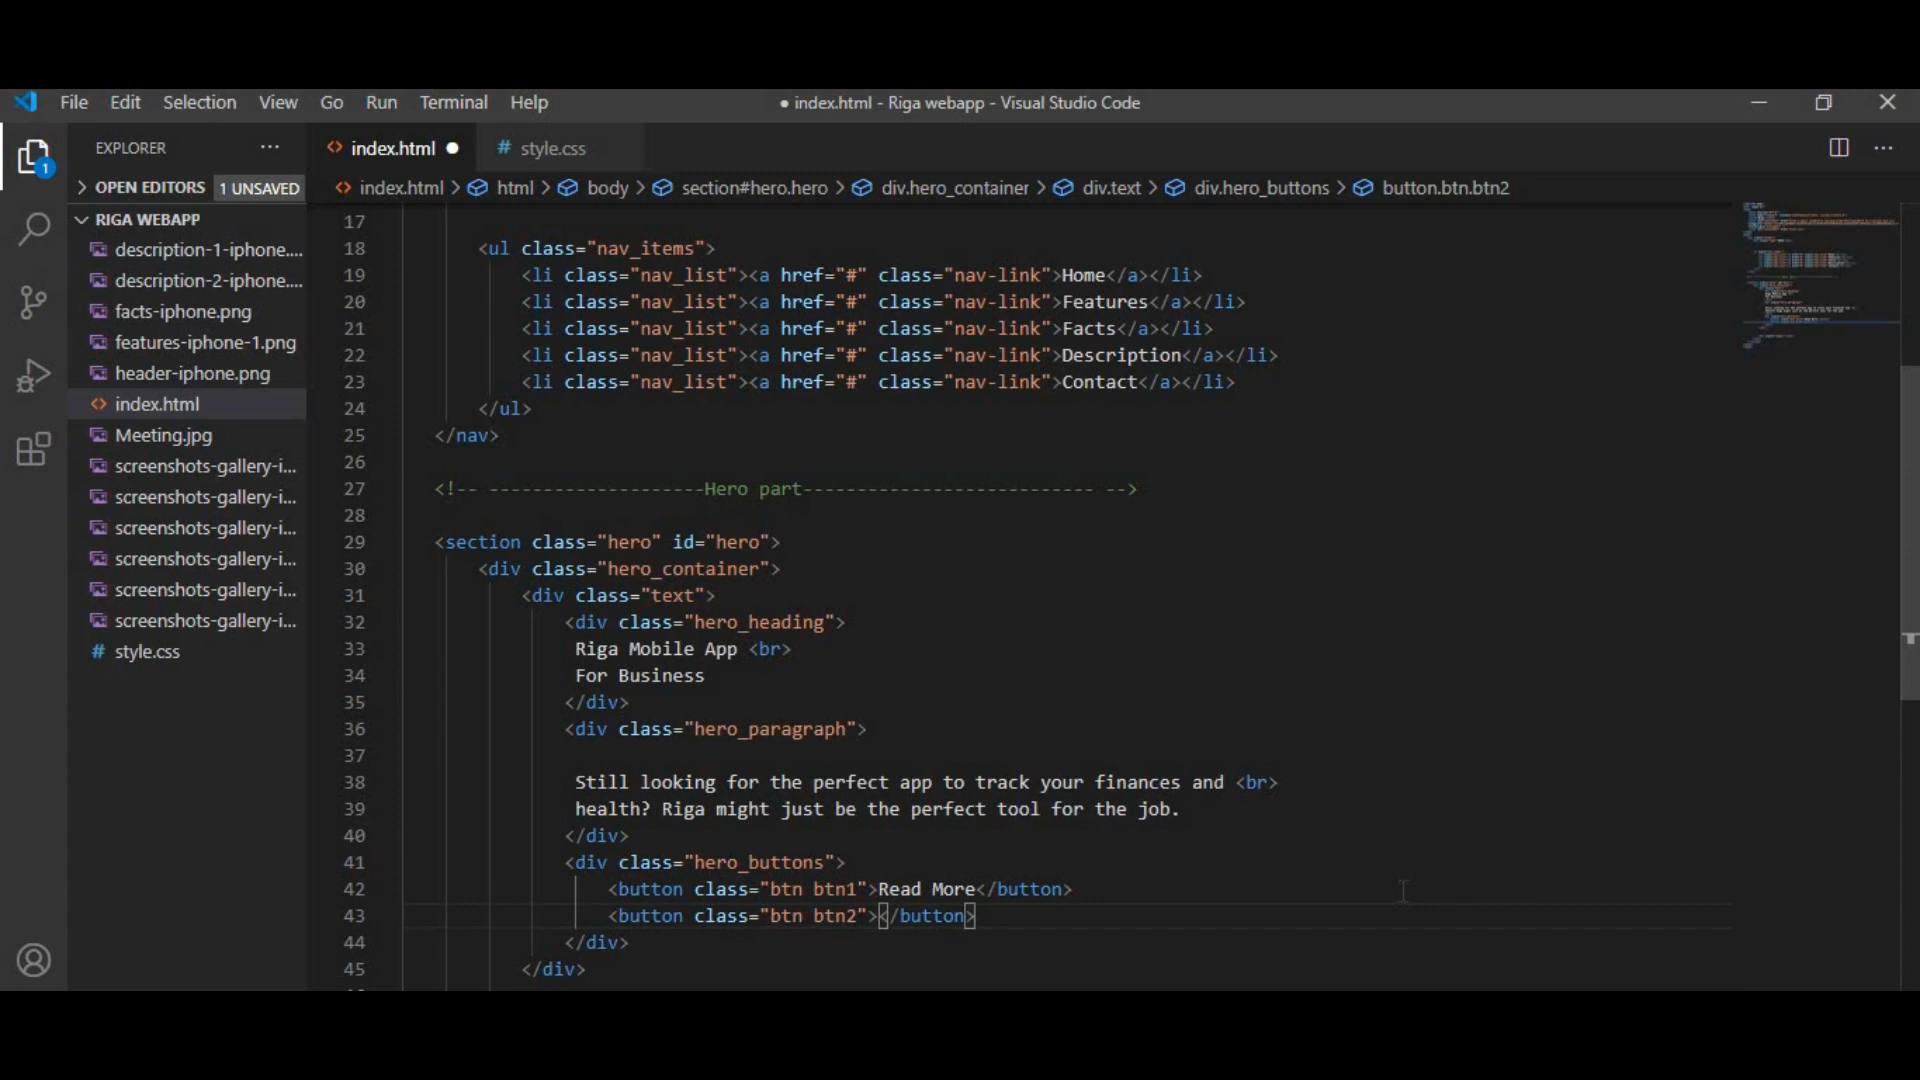 File Edit Selection View Go Run Terminal Help ● index.html - Riga webapp - Visual Studio Code
EXPLORER ··· <> index.html ● # style.css ···
> OPEN EDITORS 1 UNSAVED
<> index.html > html > body > section#hero.hero > div.hero_container > div.text > div.hero_buttons > button.btn.btn2
1
RIGA WEBAPP
description-1-iphone....
description-2-iphone....
facts-iphone.png
features-iphone-1.png
header-iphone.png
<> index.html
Meeting.jpg
screenshots-gallery-i...
screenshots-gallery-i...
screenshots-gallery-i...
screenshots-gallery-i...
screenshots-gallery-i...
screenshots-gallery-i...
# style.css
17
18 <ul class="nav_items">
19 <li class="nav_list"><a href="#" class="nav-link">Home</a></li>
20 <li class="nav_list"><a href="#" class="nav-link">Features</a></li>
21 <li class="nav_list"><a href="#" class="nav-link">Facts</a></li>
22 <li class="nav_list"><a href="#" class="nav-link">Description</a></li>
23 <li class="nav_list"><a href="#" class="nav-link">Contact</a></li>
24 </ul>
25 </nav>
26
27 <!-- --------------------Hero part--------------------------- -->
28
29 <section class="hero" id="hero">
30 <div class="hero_container">
31 <div class="text">
32 <div class="hero_heading">
33 Riga Mobile App <br>
34 For Business
35 </div>
36 <div class="hero_paragraph">
37
38 Still looking for the perfect app to track your finances and <br>
39 health? Riga might just be the perfect tool for the job.
40 </div>
41 <div class="hero_buttons">
42 <button class="btn btn1">Read More</button>
43 <button class="btn btn2"></button>
44 </div>
45 </div>